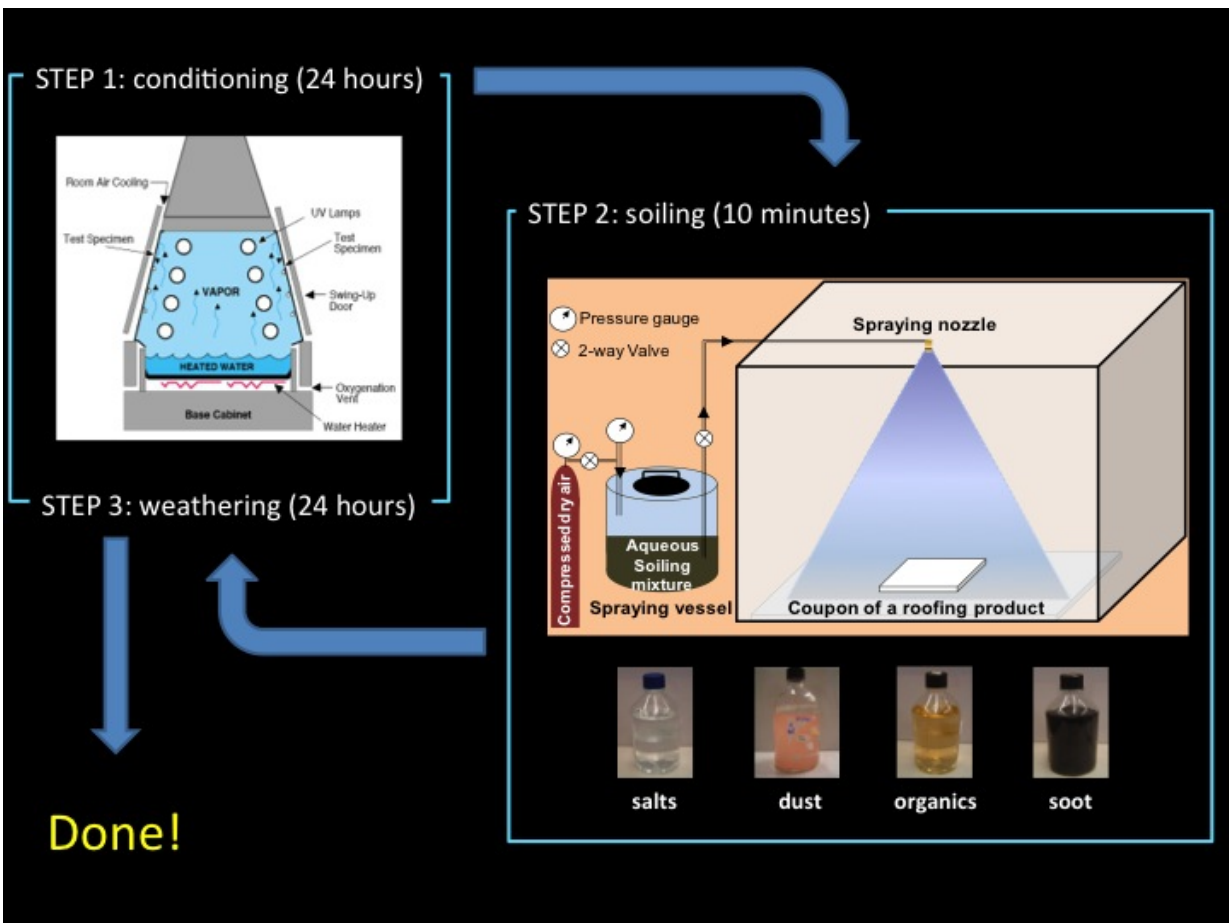 STEP 1: conditioning (24 hours)
Room Air Cooling
UV Lamps
Test Specimen
Test
Specimen
VAPOR
Swing-Up
Door
HEATED WATER
Oxygenation
Vent
Base Cabinet
Water Heater
STEP 3: weathering (24 hours)
Done!
STEP 2: soiling (10 minutes)
Pressure gauge
2-way Valve
Spraying nozzle
Compressed dry air
Aqueous
Soiling
mixture
Spraying vessel
Coupon of a roofing product
salts
dust
organics
soot